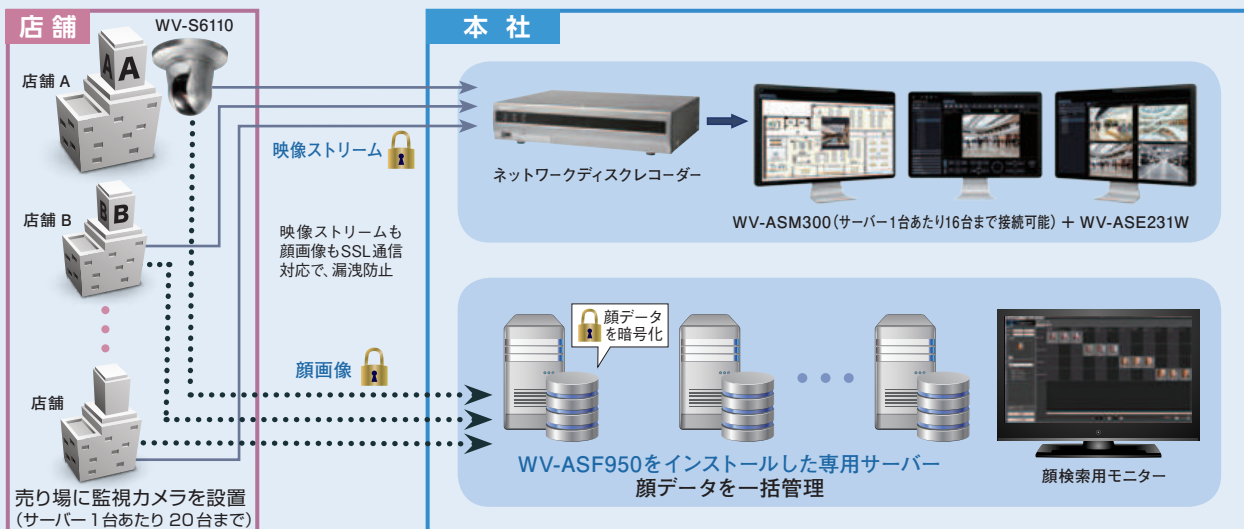 店舗
WV-S6110
店舗 A
A
A
店舗 B
B
B
店舗
売り場に監視カメラを設置
(サーバー1台あたり 20台まで)
映像ストリーム
映像ストリームも
顔画像もSSL通信
対応で、漏洩防止
顔画像
本社
ネットワークディスクレコーダー
WV-ASM300(サーバー1台あたり16台まで接続可能) + WV-ASE231W
顔データ
を暗号化
WV-ASF950をインストールした専用サーバー
顔データを一括管理
顔検索用モニター